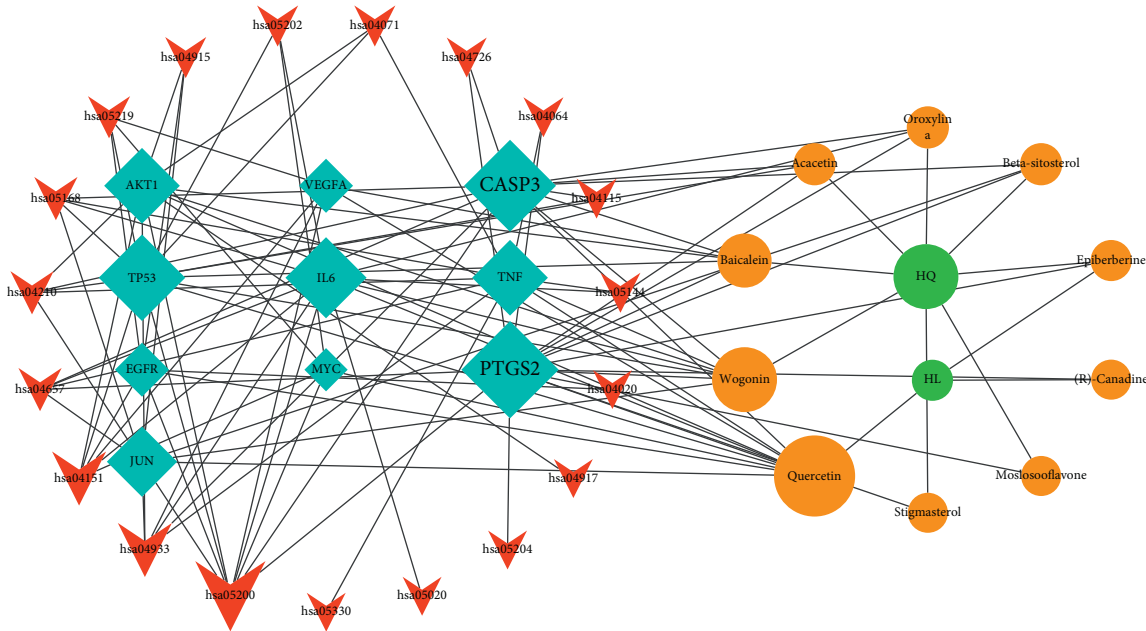 hsa05202
hsa04071
hsa04915
hsa04726
hsa05219
hsa04064
Oroxylin
a
Acacetin
Beta-sitosterol
AKT1
VEGFA
CASP3
hsa05168
hsa04115
Baicalein
Epiberberine
TP53
IL6
TNF
HQ
hsa04210
hsa05144
EGFR
MYC
PTGS2
Wogonin
HL
(R)-Canadine
hsa04657
hsa04020
JUN
hsa04151
hsa04917
Quercetin
Moslosooflavone
Stigmasterol
hsa04933
hsa05204
hsa05200
hsa05330
hsa05020